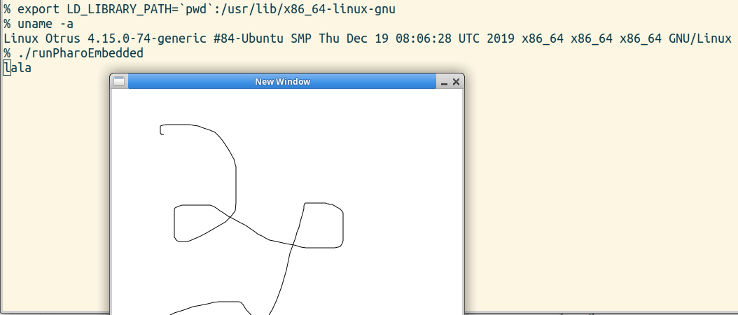 % export LD_LIBRARY_PATH=`pwd`:/usr/lib/x86_64-linux-gnu
% uname -a
Linux Otrus 4.15.0-74-generic #84-Ubuntu SMP Thu Dec 19 08:06:28 UTC 2019 x86_64 x86_64 x86_64 GNU/Linux
% ./runPharoEmbedded
lala
New Window